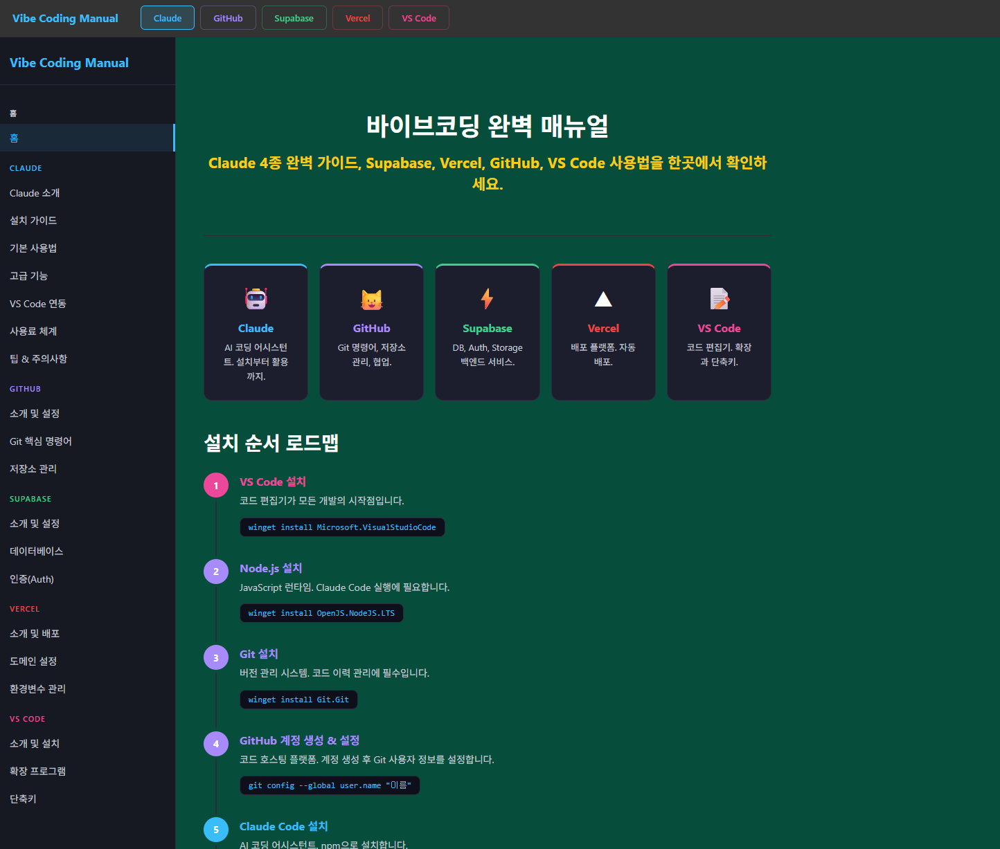 Vibe Coding Manual
Claude
GitHub
Supabase
Vercel
VS Code
Vibe Coding Manual
홈
홈
CLAUDE
Claude 소개
설치 가이드
기본 사용법
고급 기능
VS Code 연동
사용료 체계
팁 & 주의사항
GITHUB
소개 및 설정
Git 핵심 명령어
저장소 관리
SUPABASE
소개 및 설정
데이터베이스
인증(Auth)
VERCEL
소개 및 배포
도메인 설정
환경변수 관리
VS CODE
소개 및 설치
확장 프로그램
단축키
바이브코딩 완벽 매뉴얼
Claude 4종 완벽 가이드, Supabase, Vercel, GitHub, VS Code 사용법을 한곳에서 확인하
세요.
Claude
AI 코딩 어시스턴
트. 설치부터 활용
까지.
GitHub
Git 명령어, 저장소
관리, 협업.
Supabase
DB, Auth, Storage
백엔드 서비스.
Vercel
배포 플랫폼. 자동
배포.
VS Code
코드 편집기. 확장
과 단축키.
설치 순서 로드맵
1
VS Code 설치
코드 편집기가 모든 개발의 시작점입니다.
winget install Microsoft.VisualStudioCode
2
Node.js 설치
JavaScript 런타임. Claude Code 실행에 필요합니다.
winget install OpenJS.NodeJS.LTS
3
Git 설치
버전 관리 시스템. 코드 이력 관리에 필수입니다.
winget install Git.Git
4
GitHub 계정 생성 & 설정
코드 호스팅 플랫폼. 계정 생성 후 Git 사용자 정보를 설정합니다.
git config --global user.name "이름"
5
Claude Code 설치
AI 코딩 어시스턴트. npm으로 설치합니다.